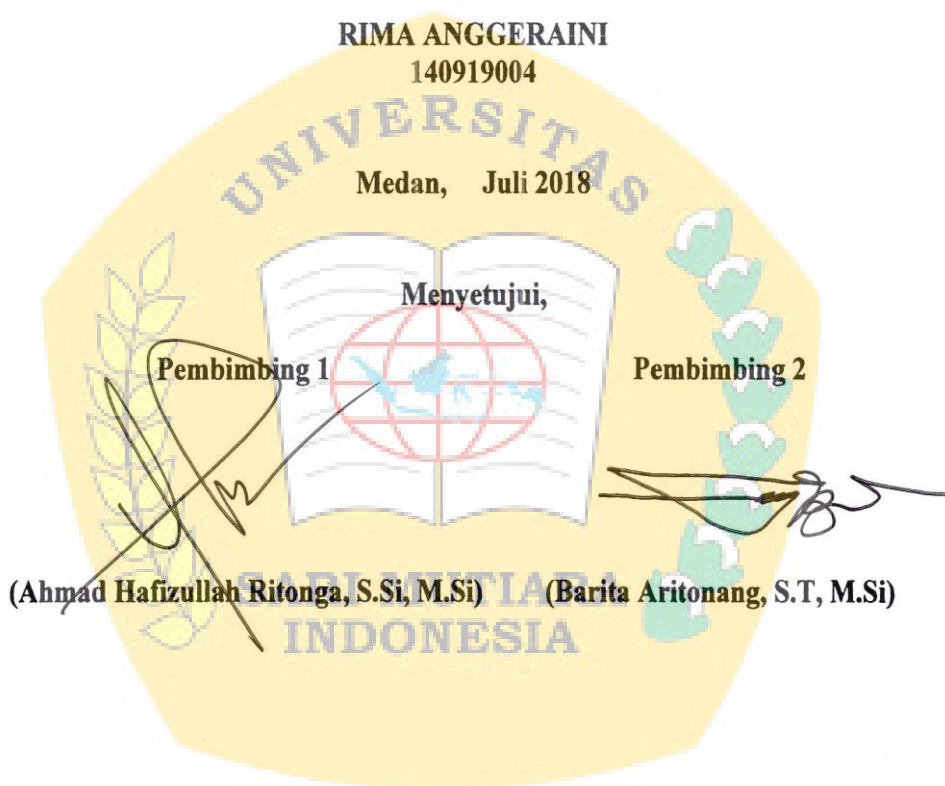 RIMA ANGGERAINI
140919004
UNIVERSITAS
Medan, Juli 2018
Menyetujui,
Pembimbing 1 Pembimbing 2
(Ahmad Hafizullah Ritonga, S.Si, M.Si) (Barita Aritonang, S.T, M.Si)
SARI MUTIARA
INDONESIA